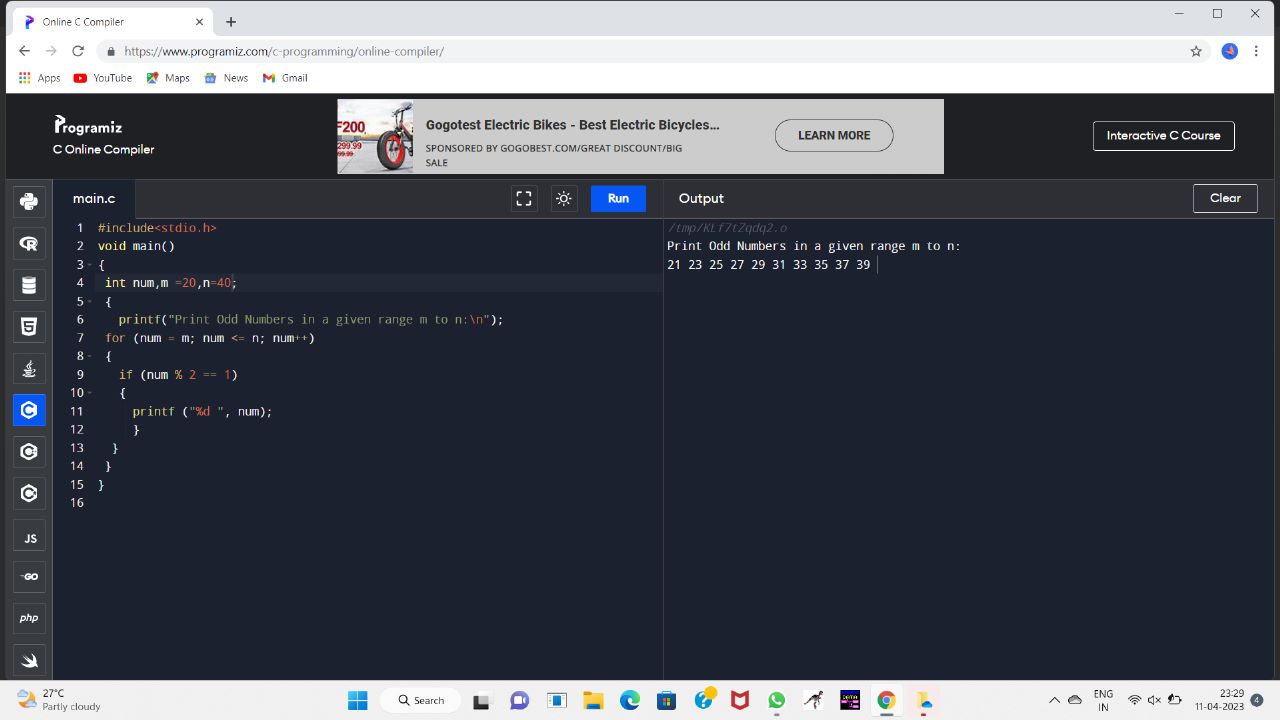 Online C Compiler
https://www.programiz.com/c-programming/online-compiler/
Apps YouTube Maps News Gmail
Programiz
C Online Compiler
F200
299.99
99.99
Gogotest Electric Bikes - Best Electric Bicycles...
SPONSORED BY GOGOBEST.COM/GREAT DISCOUNT/BIG
SALE
LEARN MORE
Interactive C Course
main.c
Run
Output
Clear
1 #include<stdio.h>
2 void main()
3 {
4 int num,m =20,n=40;
5 {
6 printf("Print Odd Numbers in a given range m to n:\n");
7 for (num = m; num <= n; num++)
8 {
9 if (num % 2 == 1)
10 {
11 printf ("%d ", num);
12 }
13 }
14 }
15 }
16
/tmp/KLf7tZqdq2.o
Print Odd Numbers in a given range m to n:
21 23 25 27 29 31 33 35 37 39
JS
GO
php
27°C
Partly cloudy
Search
ENG
IN
23:29
11-04-2023
4